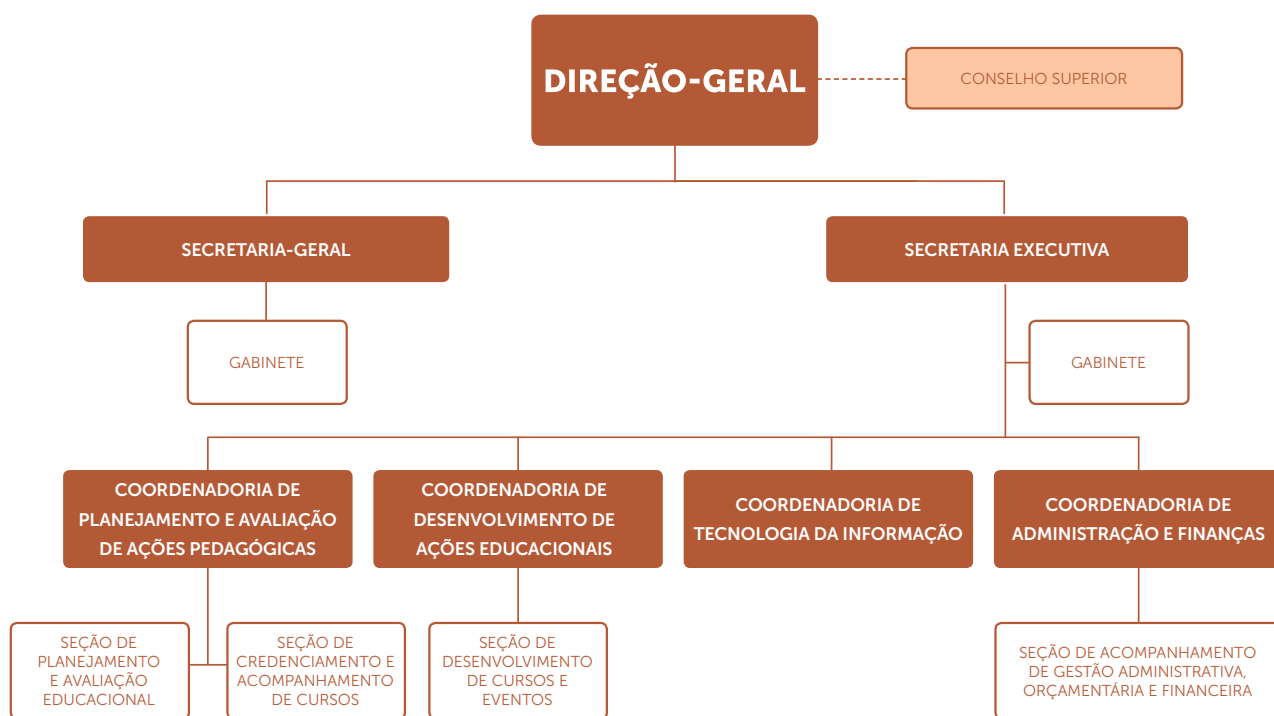 DIREÇÃO-GERAL
CONSELHO SUPERIOR
SECRETARIA-GERAL
SECRETARIA EXECUTIVA
GABINETE
GABINETE
COORDENADORIA DE
PLANEJAMENTO E AVALIAÇÃO
DE AÇÕES PEDAGÓGICAS
COORDENADORIA DE
DESENVOLVIMENTO DE
AÇÕES EDUCACIONAIS
COORDENADORIA DE
TECNOLOGIA DA INFORMAÇÃO
COORDENADORIA DE
ADMINISTRAÇÃO E FINANÇAS
SEÇÃO DE
PLANEJAMENTO
E AVALIAÇÃO
EDUCACIONAL
SEÇÃO DE
CREDENCIAMENTO E
ACOMPANHAMENTO
DE CURSOS
SEÇÃO DE
DESENVOLVIMENTO
DE CURSOS E
EVENTOS
SEÇÃO DE ACOMPANHAMENTO
DE GESTÃO ADMINISTRATIVA,
ORÇAMENTÁRIA E FINANCEIRA